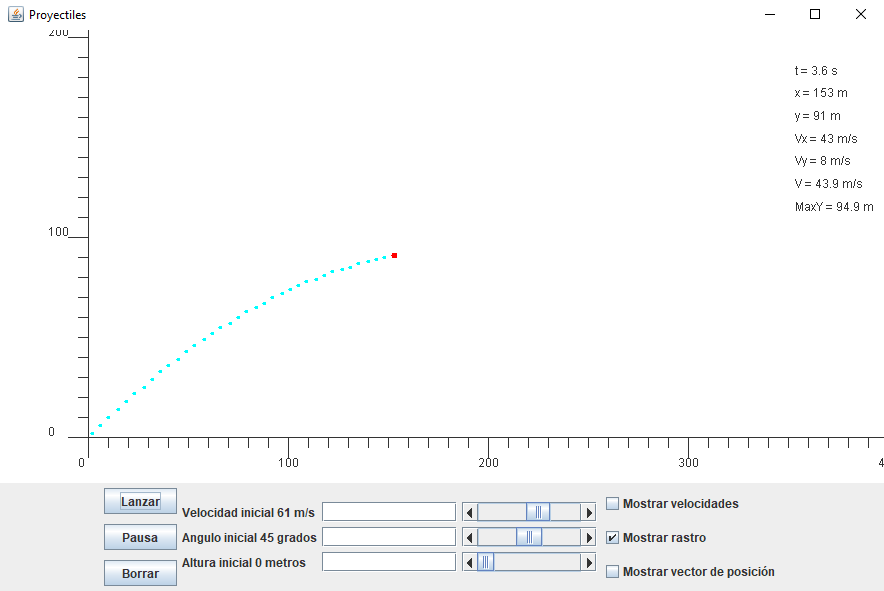 Proyectiles
200
t = 3.6 s
x = 153 m
y = 91 m
Vx = 43 m/s
Vy = 8 m/s
V = 43.9 m/s
MaxY = 94.9 m
100
0
0 100 200 300 4
Lanzar
Velocidad inicial 61 m/s
Mostrar velocidades
Pausa
Angulo inicial 45 grados
Mostrar rastro
Borrar
Altura inicial 0 metros
Mostrar vector de posición